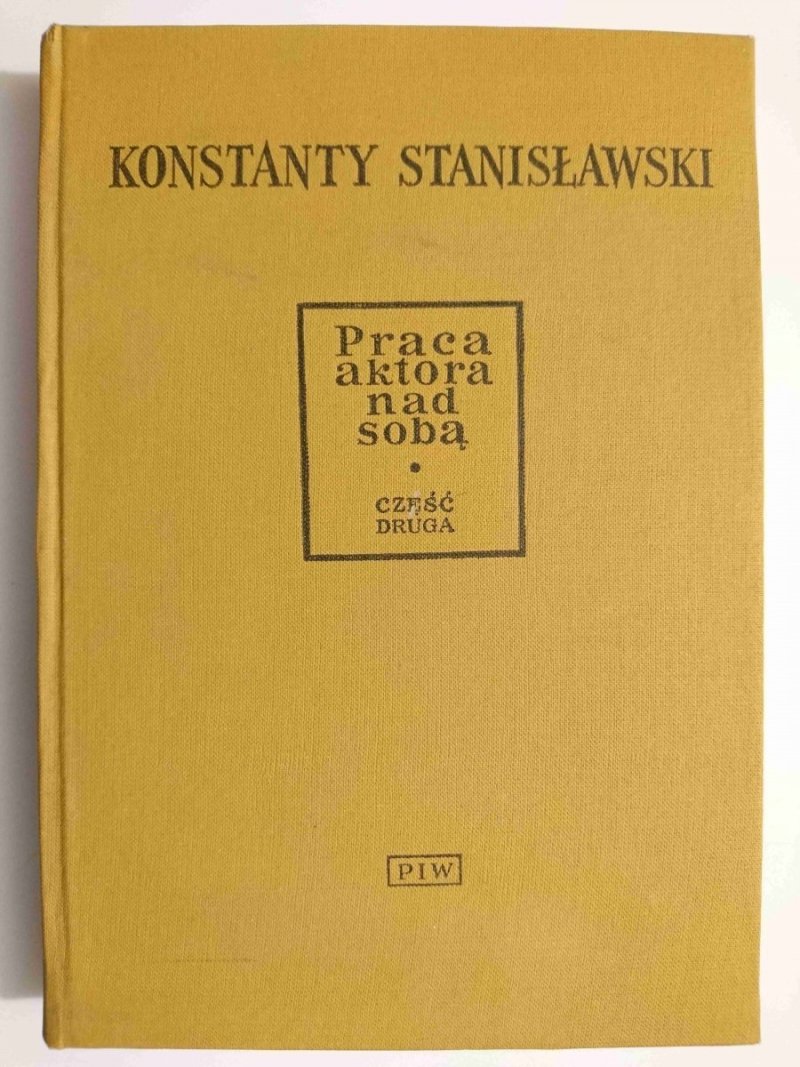 KONSTANTY STANISŁAWSKI
Praca
aktora
nad
sobą
•
CZĘŚĆ
DRUGA
PIW